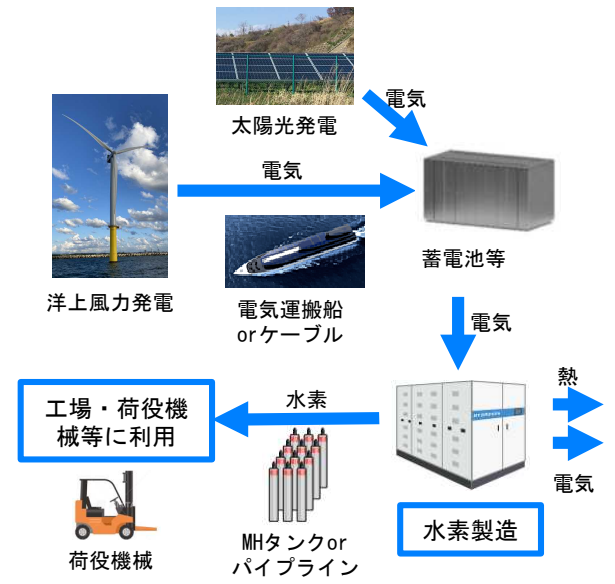 電気
太陽光発電
電気
洋上風力発電
電気運搬船
orケーブル
蓄電池等
電気
熱
電気
水素製造
水素
MHタンクor
パイプライン
工場・荷役機
械等に利用
荷役機械